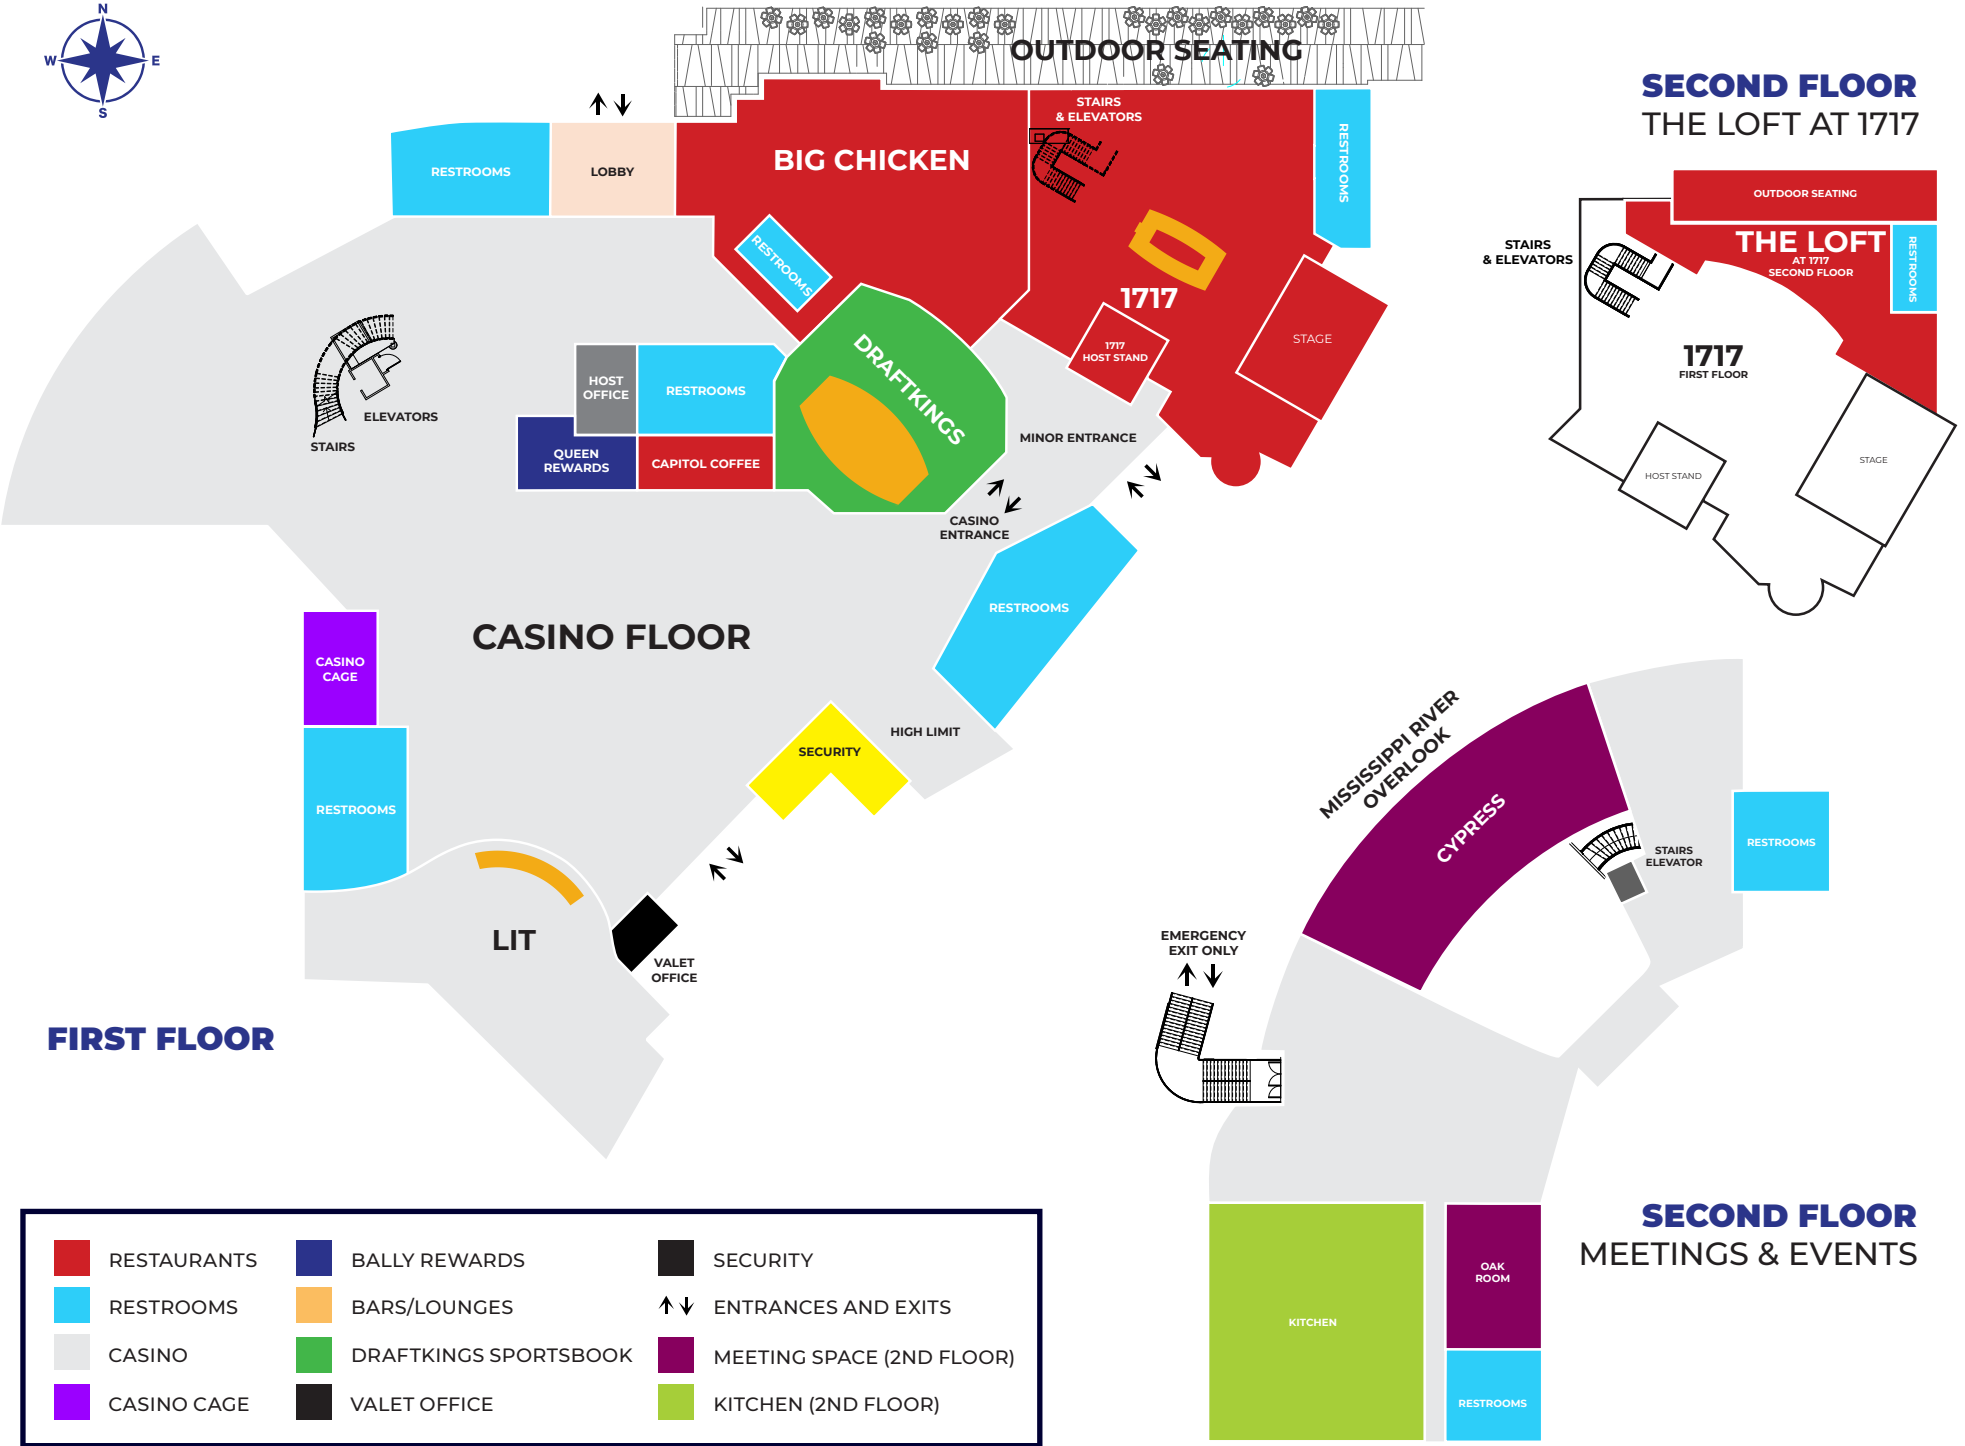 N
W
E
S
OUTDOOR SEATING
SECOND FLOOR
THE LOFT AT 1717
STAIRS
& ELEVATORS
BIG CHICKEN
RESTROOMS
LOBBY
RESTROOMS
RESTROOMS
1717
1717
HOST STAND
STAGE
DRAFTKINGS
HOST
OFFICE
RESTROOMS
QUEEN
REWARDS
CAPITOL COFFEE
ELEVATORS
STAIRS
MINOR ENTRANCE
CASINO
ENTRANCE
RESTROOMS
CASINO FLOOR
CASINO
CAGE
RESTROOMS
HIGH LIMIT
SECURITY
LIT
VALET
OFFICE
FIRST FLOOR
OUTDOOR SEATING
THE LOFT
AT 1717
SECOND FLOOR
RESTROOMS
STAIRS
& ELEVATORS
1717
FIRST FLOOR
HOST STAND
STAGE
MISSISSIPPI RIVER
OVERLOOK
CYPRESS
STAIRS
ELEVATOR
RESTROOMS
EMERGENCY
EXIT ONLY
KITCHEN
OAK
ROOM
RESTROOMS
SECOND FLOOR
MEETINGS & EVENTS
RESTAURANTS
RESTROOMS
CASINO
CASINO CAGE
BALLY REWARDS
BARS/LOUNGES
DRAFTKINGS SPORTSBOOK
VALET OFFICE
SECURITY
ENTRANCES AND EXITS
MEETING SPACE (2ND FLOOR)
KITCHEN (2ND FLOOR)